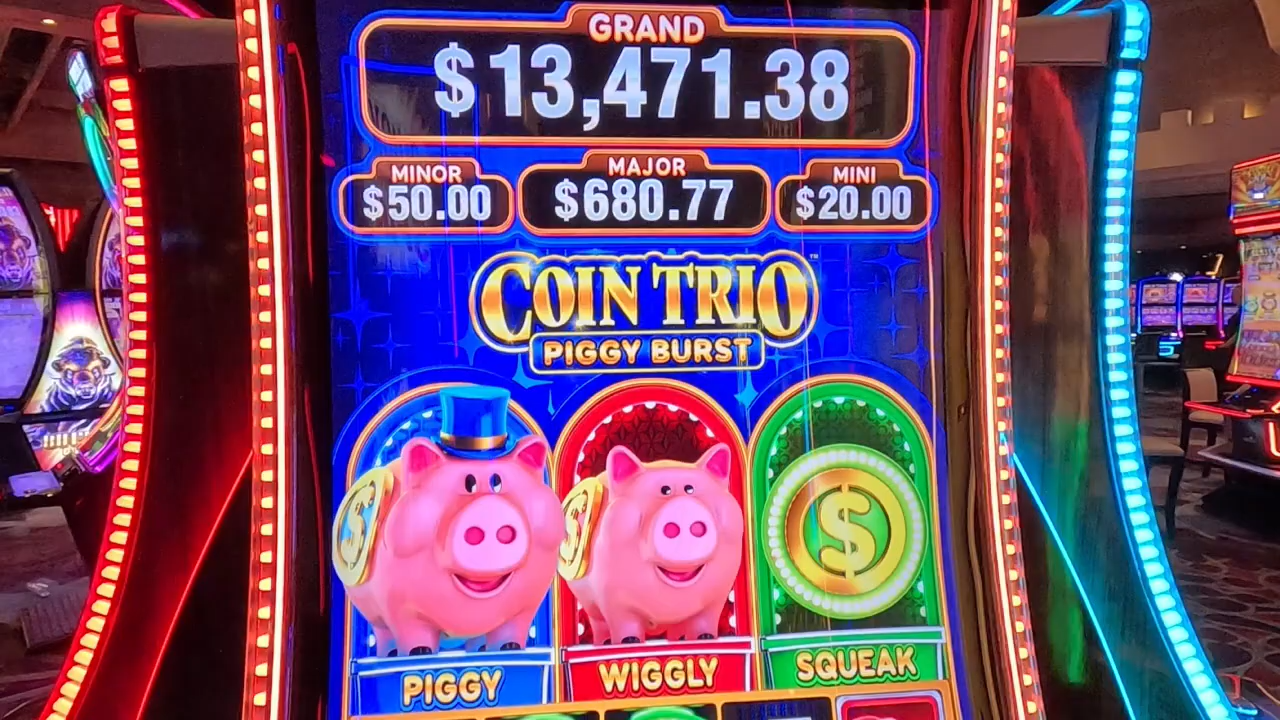 GRAND
$13,471.38
MINOR
$50.00
MAJOR
$680.77
MINI
$20.00
COIN TRIO™
PIGGY BURST
PIGGY
WIGGLY
SQUEAK